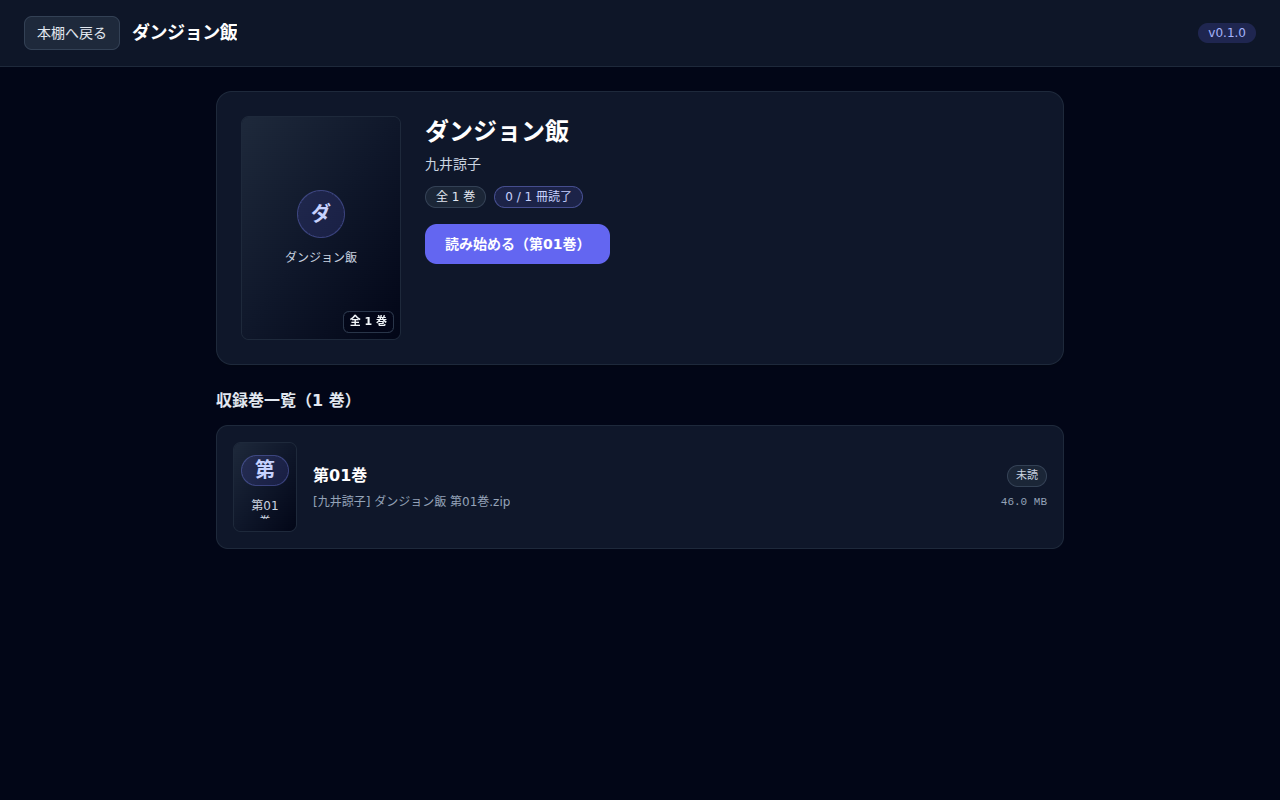 本棚へ戻る
ダンジョン飯
v0.1.0
ダ
ダンジョン飯
全 1 巻
ダンジョン飯
九井諒子
全 1 巻
0 / 1 冊読了
読み始める（第01巻）
収録巻一覧（1 巻）
第
第01
第01巻
[九井諒子] ダンジョン飯 第01巻.zip
未読
46.0 MB